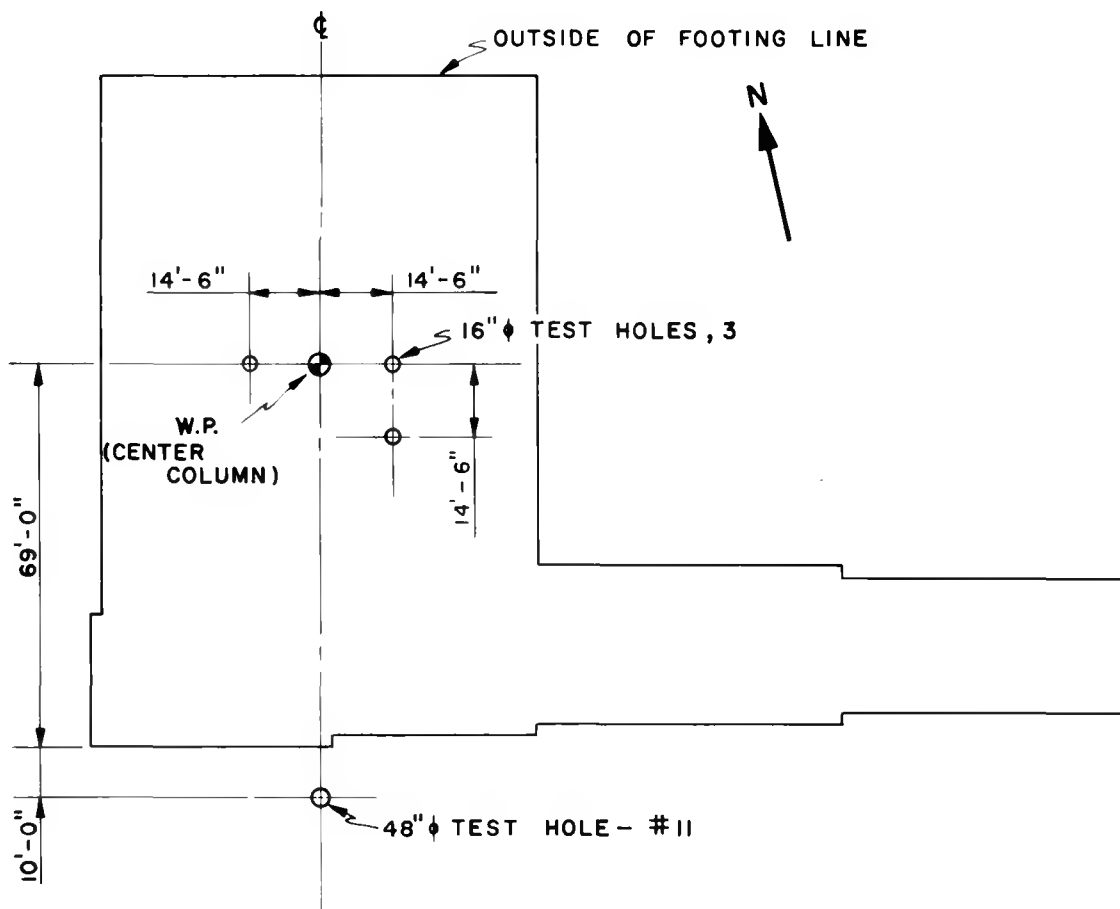 ℄
OUTSIDE OF FOOTING LINE
N
14'-6"
14'-6"
16"ϕ TEST HOLES, 3
W.P.
(CENTER
COLUMN)
14'-6"
69'-0"
10'-0"
48"ϕ TEST HOLE - #11